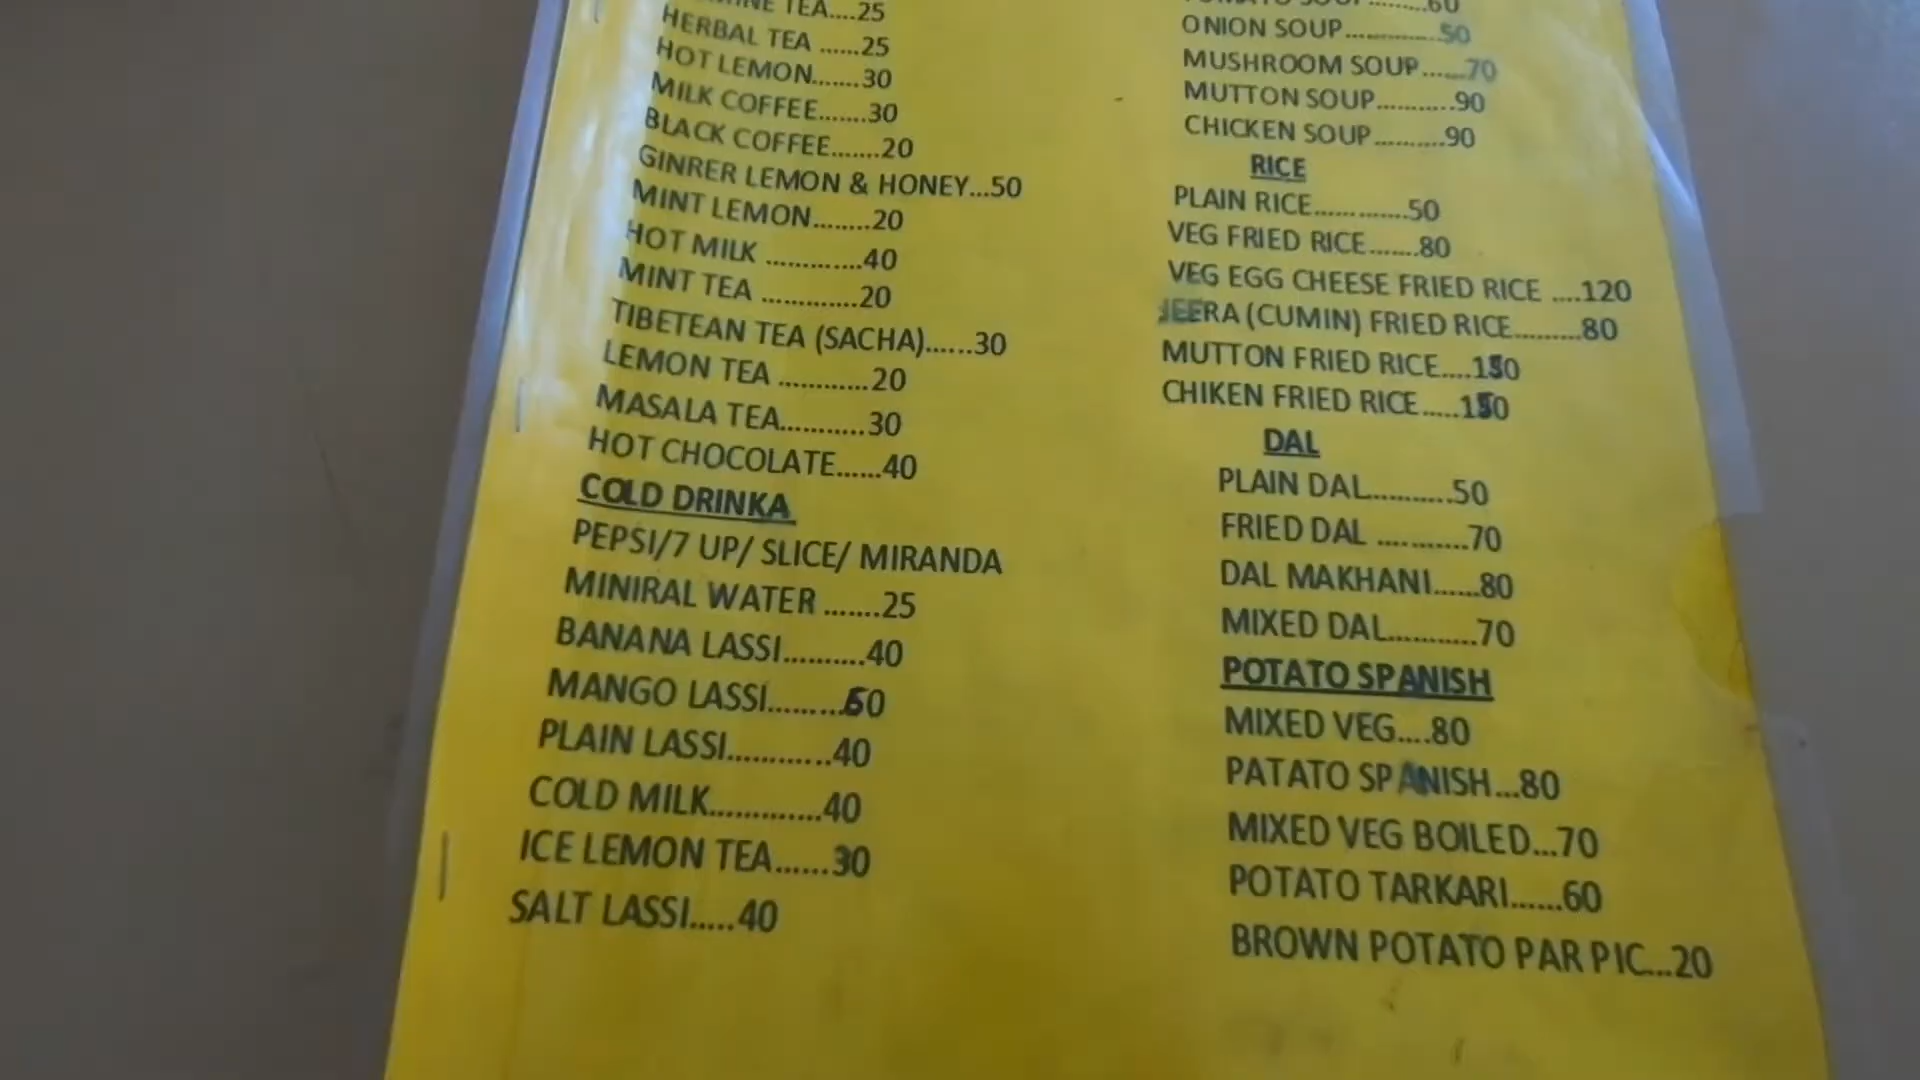 TEA....25
HERBAL TEA ......25
HOT LEMON.......30
MILK COFFEE.......30
BLACK COFFEE.......20
GINRER LEMON & HONEY...50
MINT LEMON........20
HOT MILK .............40
MINT TEA .............20
TIBETEAN TEA (SACHA)......30
LEMON TEA ............20
MASALA TEA...........30
HOT CHOCOLATE......40
COLD DRINKA
PEPSI/7 UP/ SLICE/ MIRANDA
MINIRAL WATER .......25
BANANA LASSI..........40
MANGO LASSI..........60
PLAIN LASSI.............40
COLD MILK..............40
ICE LEMON TEA......30
SALT LASSI.....40
ONION SOUP...............50
MUSHROOM SOUP......70
MUTTON SOUP...........90
CHICKEN SOUP..........90
RICE
PLAIN RICE.............50
VEG FRIED RICE.......80
VEG EGG CHEESE FRIED RICE ....120
JEERA (CUMIN) FRIED RICE.........80
MUTTON FRIED RICE....
CHIKEN FRIED RICE.....
DAL
PLAIN DAL..........50
FRIED DAL ...........70
DAL MAKHANI......80
MIXED DAL...........70
POTATO SPANISH
MIXED VEG....80
PATATO SPANISH...80
MIXED VEG BOILED...70
POTATO TARKARI......60
BROWN POTATO PAR PIC...20